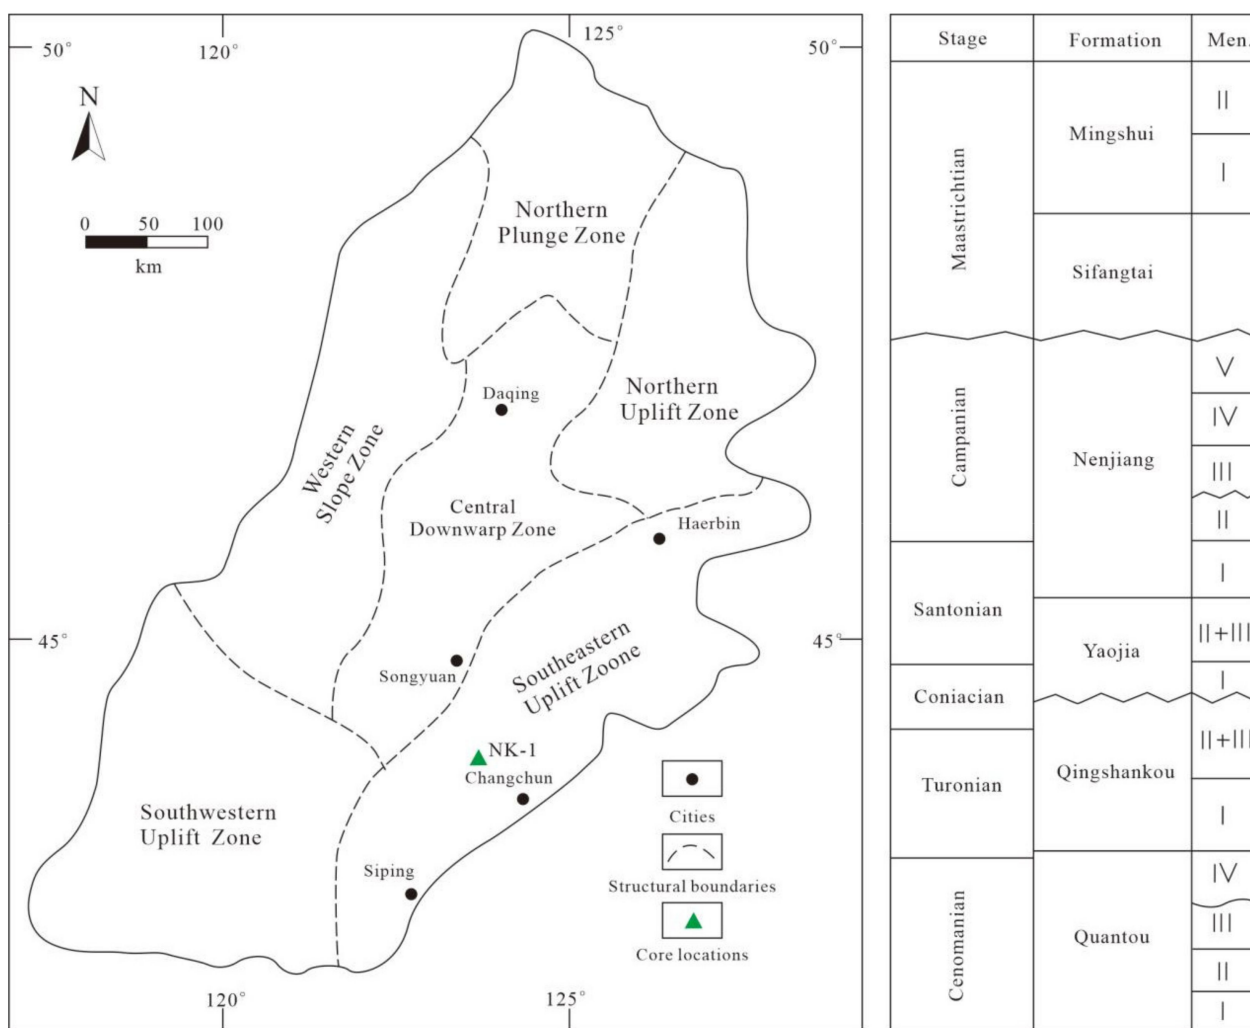 50°
120°
125°
50°
N
0 50 100
km
Northern
Plunge Zone
Northern
Uplift Zone
Daqing
Western
Slope Zone
Central
Downwarp Zone
Haerbin
45°
45°
Southeastern
Uplift Zoone
Songyuan
NK-1
Changchun
Southwestern
Uplift Zone
Siping
Cities
Structural boundaries
Core locations
120°
125°
Stage Formation Men.
Maastrichtian
Mingshui
II
I
Sifangtai
Campanian
Nenjiang
V
IV
III
II
I
Santonian
Yaojia
II+III
I
Coniacian
Turonian
Qingshankou
II+III
I
Cenomanian
Quantou
IV
III
II
I